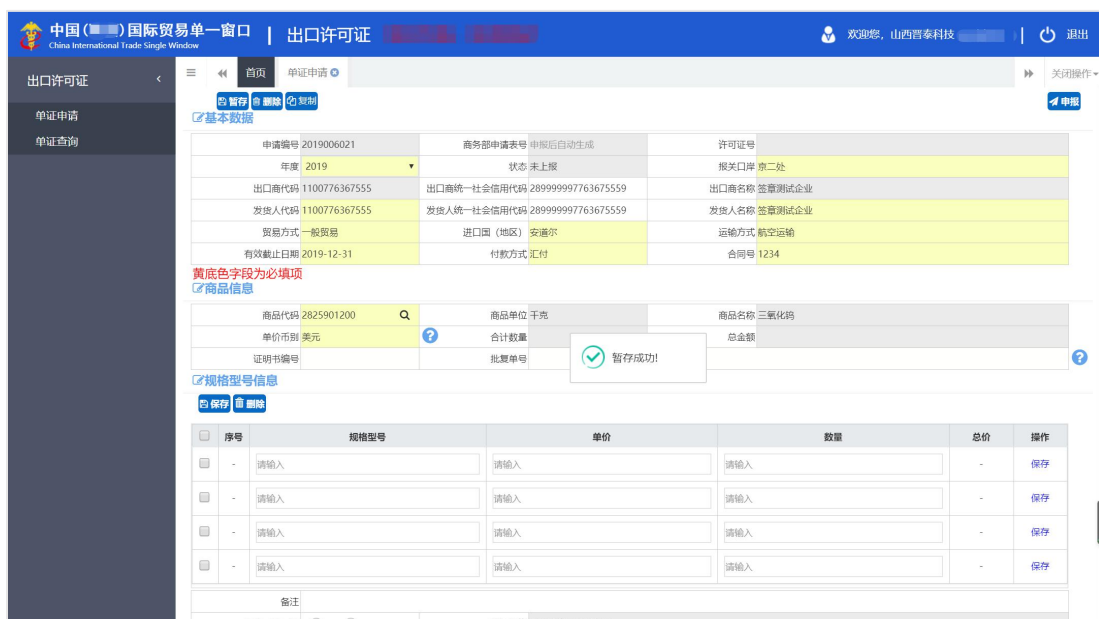 中国( )国际贸易单一窗口 | 出口许可证
China International Trade Single Window
欢迎您，山西晋泰科技 | 退出
出口许可证
单证申请
单证查询
首页 单证申请 关闭操作
暂存 删除 复制 申报
基本数据
申请编号 2019006021 商务部申请表号 申报后自动生成 许可证号
年度 2019 状态 未上报 报关口岸 京二处
出口商代码 1100776367555 出口商统一社会信用代码 289999997763675559 出口商名称 签章测试企业
发货人代码 1100776367555 发货人统一社会信用代码 289999997763675559 发货人名称 签章测试企业
贸易方式 一般贸易 进口国（地区） 安道尔 运输方式 航空运输
有效截止日期 2019-12-31 付款方式 汇付 合同号 1234
黄底色字段为必填项
商品信息
商品代码 2825901200 商品单位 千克 商品名称 三氧化钨
单价币别 美元 合计数量 总金额
证明书编号 批复单号
暂存成功!
规格型号信息
保存 删除
序号 规格型号 单价 数量 总价 操作
- 请输入 请输入 请输入 - 保存
- 请输入 请输入 请输入 - 保存
- 请输入 请输入 请输入 - 保存
- 请输入 请输入 请输入 - 保存
备注